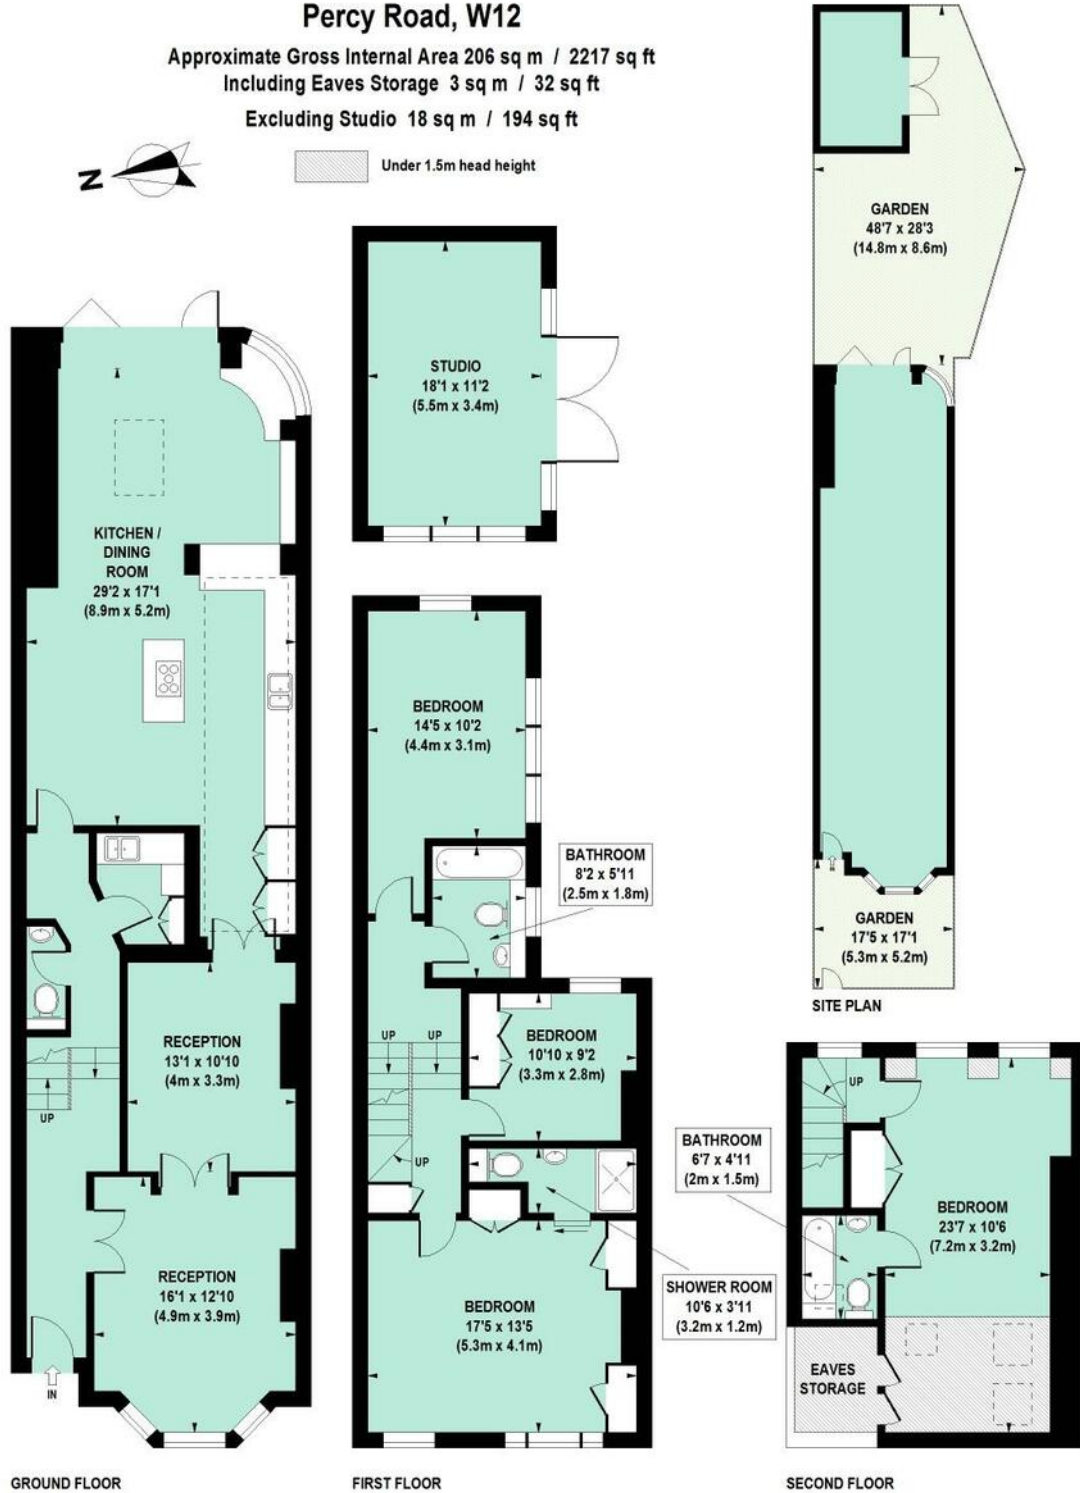 Percy Road, W12
Approximate Gross Internal Area 206 sq m / 2217 sq ft
Including Eaves Storage 3 sq m / 32 sq ft
Excluding Studio 18 sq m / 194 sq ft
Under 1.5m head height
N
KITCHEN /
DINING
ROOM
29'2 x 17'1
(8.9m x 5.2m)
RECEPTION
13'1 x 10'10
(4m x 3.3m)
UP
RECEPTION
16'1 x 12'10
(4.9m x 3.9m)
IN
GROUND FLOOR
STUDIO
18'1 x 11'2
(5.5m x 3.4m)
BEDROOM
14'5 x 10'2
(4.4m x 3.1m)
BATHROOM
8'2 x 5'11
(2.5m x 1.8m)
UP
UP
BEDROOM
10'10 x 9'2
(3.3m x 2.8m)
UP
BEDROOM
17'5 x 13'5
(5.3m x 4.1m)
SHOWER ROOM
10'6 x 3'11
(3.2m x 1.2m)
FIRST FLOOR
GARDEN
48'7 x 28'3
(14.8m x 8.6m)
IN
GARDEN
17'5 x 17'1
(5.3m x 5.2m)
SITE PLAN
UP
BATHROOM
6'7 x 4'11
(2m x 1.5m)
BEDROOM
23'7 x 10'6
(7.2m x 3.2m)
EAVES
STORAGE
SECOND FLOOR